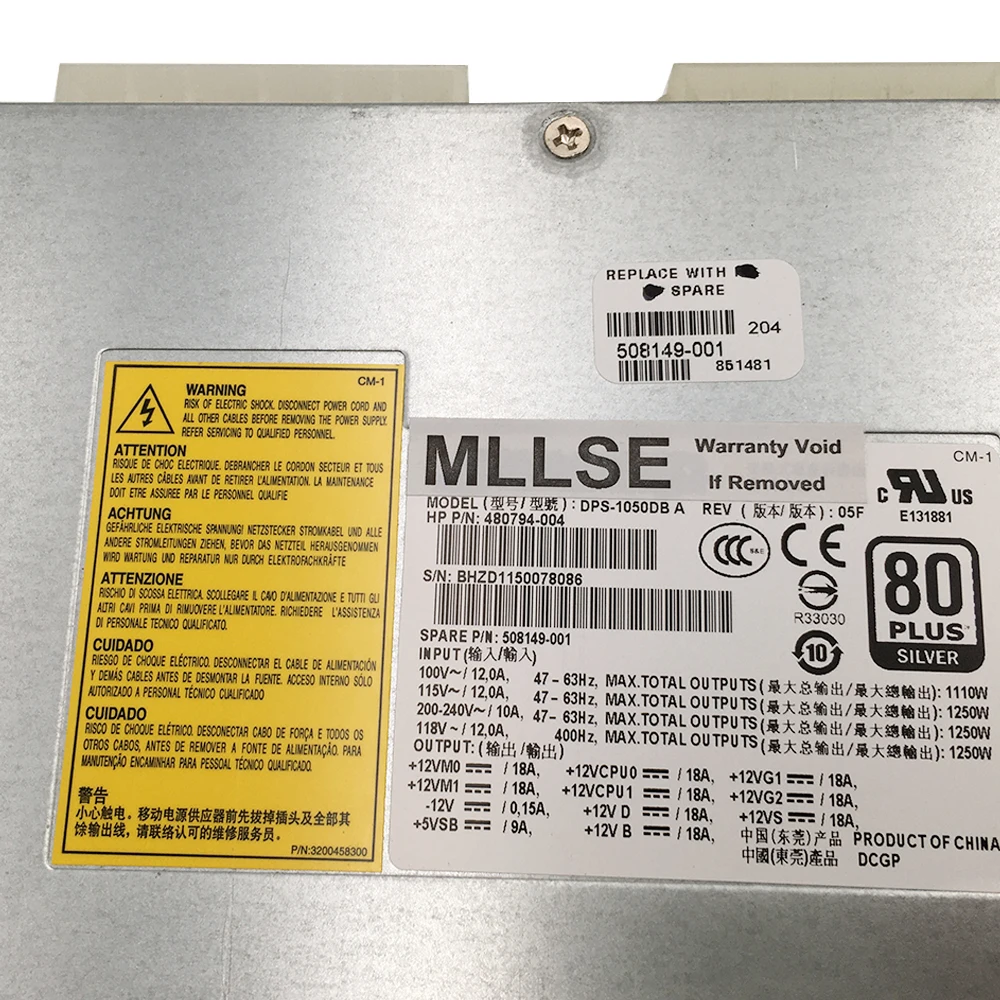 REPLACE WITH
SPARE
204
508149-001
851481
CM-1
WARNING
RISK OF ELECTRIC SHOCK. DISCONNECT POWER CORD AND
ALL OTHER CABLES BEFORE REMOVING THE POWER SUPPLY.
REFER SERVICING TO QUALIFIED PERSONNEL.
ATTENTION
RISQUE DE CHOC ELECTRIQUE. DEBRANCHER LE CORDON SECTEUR ET TOUS
LES AUTRES CÂBLES AVANT DE RETIRER L'ALIMENTATION. LA MAINTENANCE
DOIT ETRE ASSUREE PAR LE PERSONNEL QUALIFIE
ACHTUNG
GEFÄHRLICHE ELEKTRISCHE SPANNUNG! NETZSTECKER STROMKABEL UND ALLE
ANDERE STROMLEITUNGEN ZIEHEN, BEVOR DAS NETZTEIL HERAUSGENOMMEN
WIRD WARTUNG UND REPARATUR NUR DURCH ELEKTROFACHKRÄFTE
ATTENZIONE
RISCHIO DI SCOSSA ELETTRICA. SCOLLEGARE IL CAVO D'ALIMENTAZIONE E TUTTI GLI
ALTRI CAVI PRIMA DI RIMUOVERE L'ALIMENTATORE. RICHIEDERE L'ASSISTENZA
DI PERSONALE TECNICO QUALIFICATO.
CUIDADO
RIESGO DE CHOQUE ELÉCTRICO. DESCONNECTAR EL CABLE DE ALIMENTACIÓN
Y DEMÁS CABLES ANTES DE DESMONTAR LA FUENTE. ACCESO INTERNO SÓLO
AUTORIZADO A PERSONAL TÉCNICO CUALIFICADO
CUIDADO
RISCO DE CHOQUE ELÉTRICO. DESCONECTAR CABO DE FORÇA E TODOS OS
OTROS CABOS, ANTES DE REMOVER A FONTE DE ALIMENTAÇÃO. PARA
MANUTENÇÃO ENCAMINHAR PARA PESSOAL TÉCNICO QUALIFICADO.
警告
小心触电。移动电源供应器前先拔掉插头及全部其
馀输出线，请联络认可的维修服务员。
P/N:3200458300
MLLSE Warranty Void
If Removed
CM-1
MODEL (型号/型號) : DPS-1050DB A REV (版本/版本) : 05F
HP P/N: 480794-004
c UR US
E131881
CCC S&E CE
S/N: BHZD1150078086
R33030
10
80
PLUS
SILVER
SPARE P/N: 508149-001
INPUT (输入/輸入)
100V~/ 12,0A, 47 – 63Hz, MAX.TOTAL OUTPUTS (最大总输出/最大總輸出): 1110W
115V~/ 12,0A, 47 – 63Hz, MAX.TOTAL OUTPUTS (最大总输出/最大總輸出): 1250W
200-240V~/ 10A, 47 – 63Hz, MAX.TOTAL OUTPUTS (最大总输出/最大總輸出): 1250W
118V~/ 12,0A, 400Hz, MAX.TOTAL OUTPUTS (最大总输出/最大總輸出): 1250W
OUTPUT: (输出/輸出)
+12VM0 / 18A, +12VCPU0 / 18A, +12VG1 / 18A,
+12VM1 / 18A, +12VCPU1 / 18A, +12VG2 / 18A,
-12V / 0,15A, +12V D / 18A, +12VS / 18A,
+5VSB / 9A, +12V B / 18A,
中国(东莞)产品 PRODUCT OF CHINA
中國(東莞)產品 DCGP